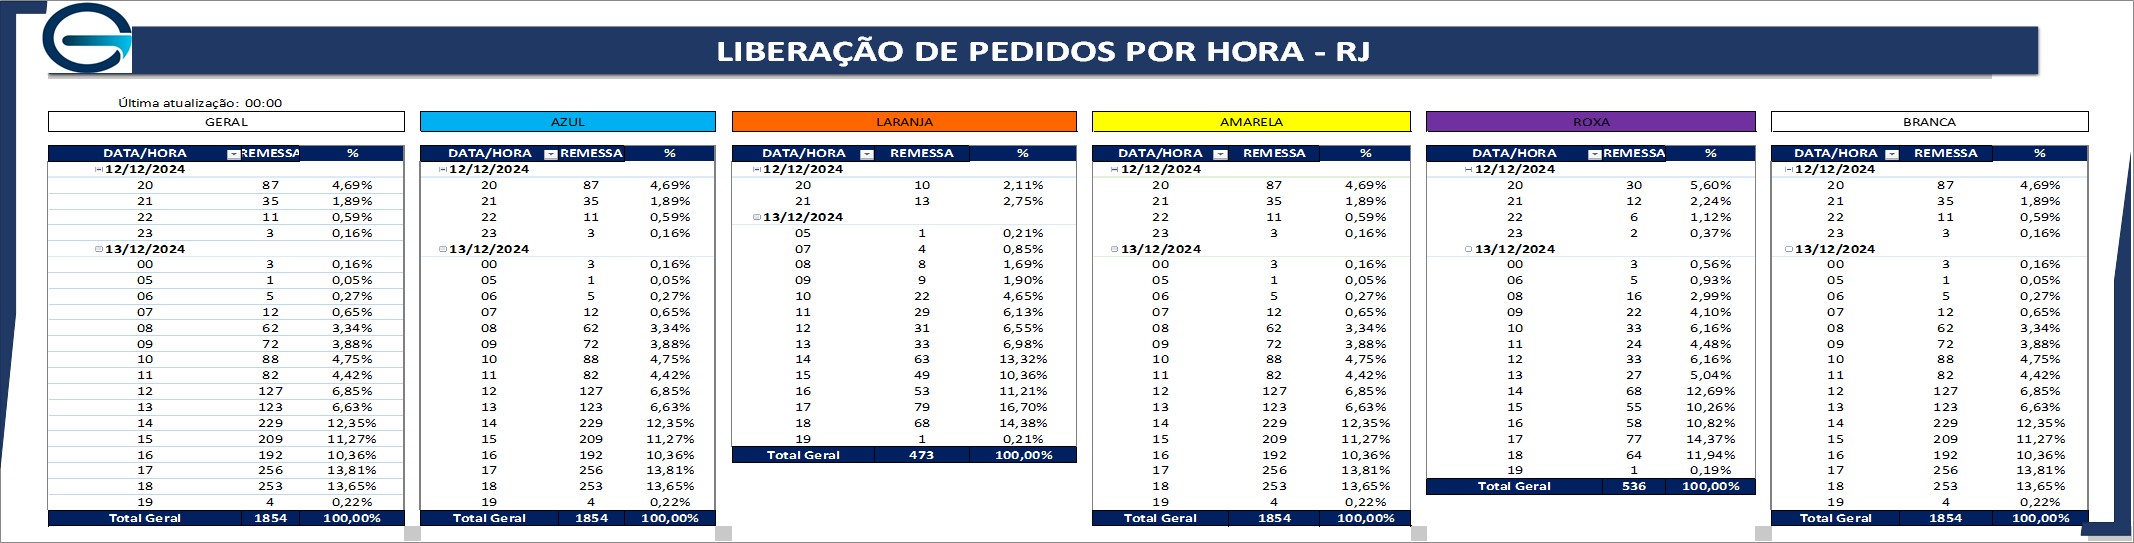 LIBERAÇÃO DE PEDIDOS POR HORA - RJ
Última atualização: 00:00
GERAL
DATA/HORA REMESSA %
12/12/2024
20 87 4,69%
21 35 1,89%
22 11 0,59%
23 3 0,16%
13/12/2024
00 3 0,16%
05 1 0,05%
06 5 0,27%
07 12 0,65%
08 62 3,34%
09 72 3,88%
10 88 4,75%
11 82 4,42%
12 127 6,85%
13 123 6,63%
14 229 12,35%
15 209 11,27%
16 192 10,36%
17 256 13,81%
18 253 13,65%
19 4 0,22%
Total Geral 1854 100,00%
AZUL
DATA/HORA REMESSA %
12/12/2024
20 87 4,69%
21 35 1,89%
22 11 0,59%
23 3 0,16%
13/12/2024
00 3 0,16%
05 1 0,05%
06 5 0,27%
07 12 0,65%
08 62 3,34%
09 72 3,88%
10 88 4,75%
11 82 4,42%
12 127 6,85%
13 123 6,63%
14 229 12,35%
15 209 11,27%
16 192 10,36%
17 256 13,81%
18 253 13,65%
19 4 0,22%
Total Geral 1854 100,00%
LARANJA
DATA/HORA REMESSA %
12/12/2024
20 10 2,11%
21 13 2,75%
13/12/2024
05 1 0,21%
07 4 0,85%
08 8 1,69%
09 9 1,90%
10 22 4,65%
11 29 6,13%
12 31 6,55%
13 33 6,98%
14 63 13,32%
15 49 10,36%
16 53 11,21%
17 79 16,70%
18 68 14,38%
19 1 0,21%
Total Geral 473 100,00%
AMARELA
DATA/HORA REMESSA %
12/12/2024
20 87 4,69%
21 35 1,89%
22 11 0,59%
23 3 0,16%
13/12/2024
00 3 0,16%
05 1 0,05%
06 5 0,27%
07 12 0,65%
08 62 3,34%
09 72 3,88%
10 88 4,75%
11 82 4,42%
12 127 6,85%
13 123 6,63%
14 229 12,35%
15 209 11,27%
16 192 10,36%
17 256 13,81%
18 253 13,65%
19 4 0,22%
Total Geral 1854 100,00%
ROXA
DATA/HORA REMESSA %
12/12/2024
20 30 5,60%
21 12 2,24%
22 6 1,12%
23 2 0,37%
13/12/2024
00 3 0,56%
06 5 0,93%
08 16 2,99%
09 22 4,10%
10 33 6,16%
11 24 4,48%
12 33 6,16%
13 27 5,04%
14 68 12,69%
15 55 10,26%
16 58 10,82%
17 77 14,37%
18 64 11,94%
19 1 0,19%
Total Geral 536 100,00%
BRANCA
DATA/HORA REMESSA %
12/12/2024
20 87 4,69%
21 35 1,89%
22 11 0,59%
23 3 0,16%
13/12/2024
00 3 0,16%
05 1 0,05%
06 5 0,27%
07 12 0,65%
08 62 3,34%
09 72 3,88%
10 88 4,75%
11 82 4,42%
12 127 6,85%
13 123 6,63%
14 229 12,35%
15 209 11,27%
16 192 10,36%
17 256 13,81%
18 253 13,65%
19 4 0,22%
Total Geral 1854 100,00%